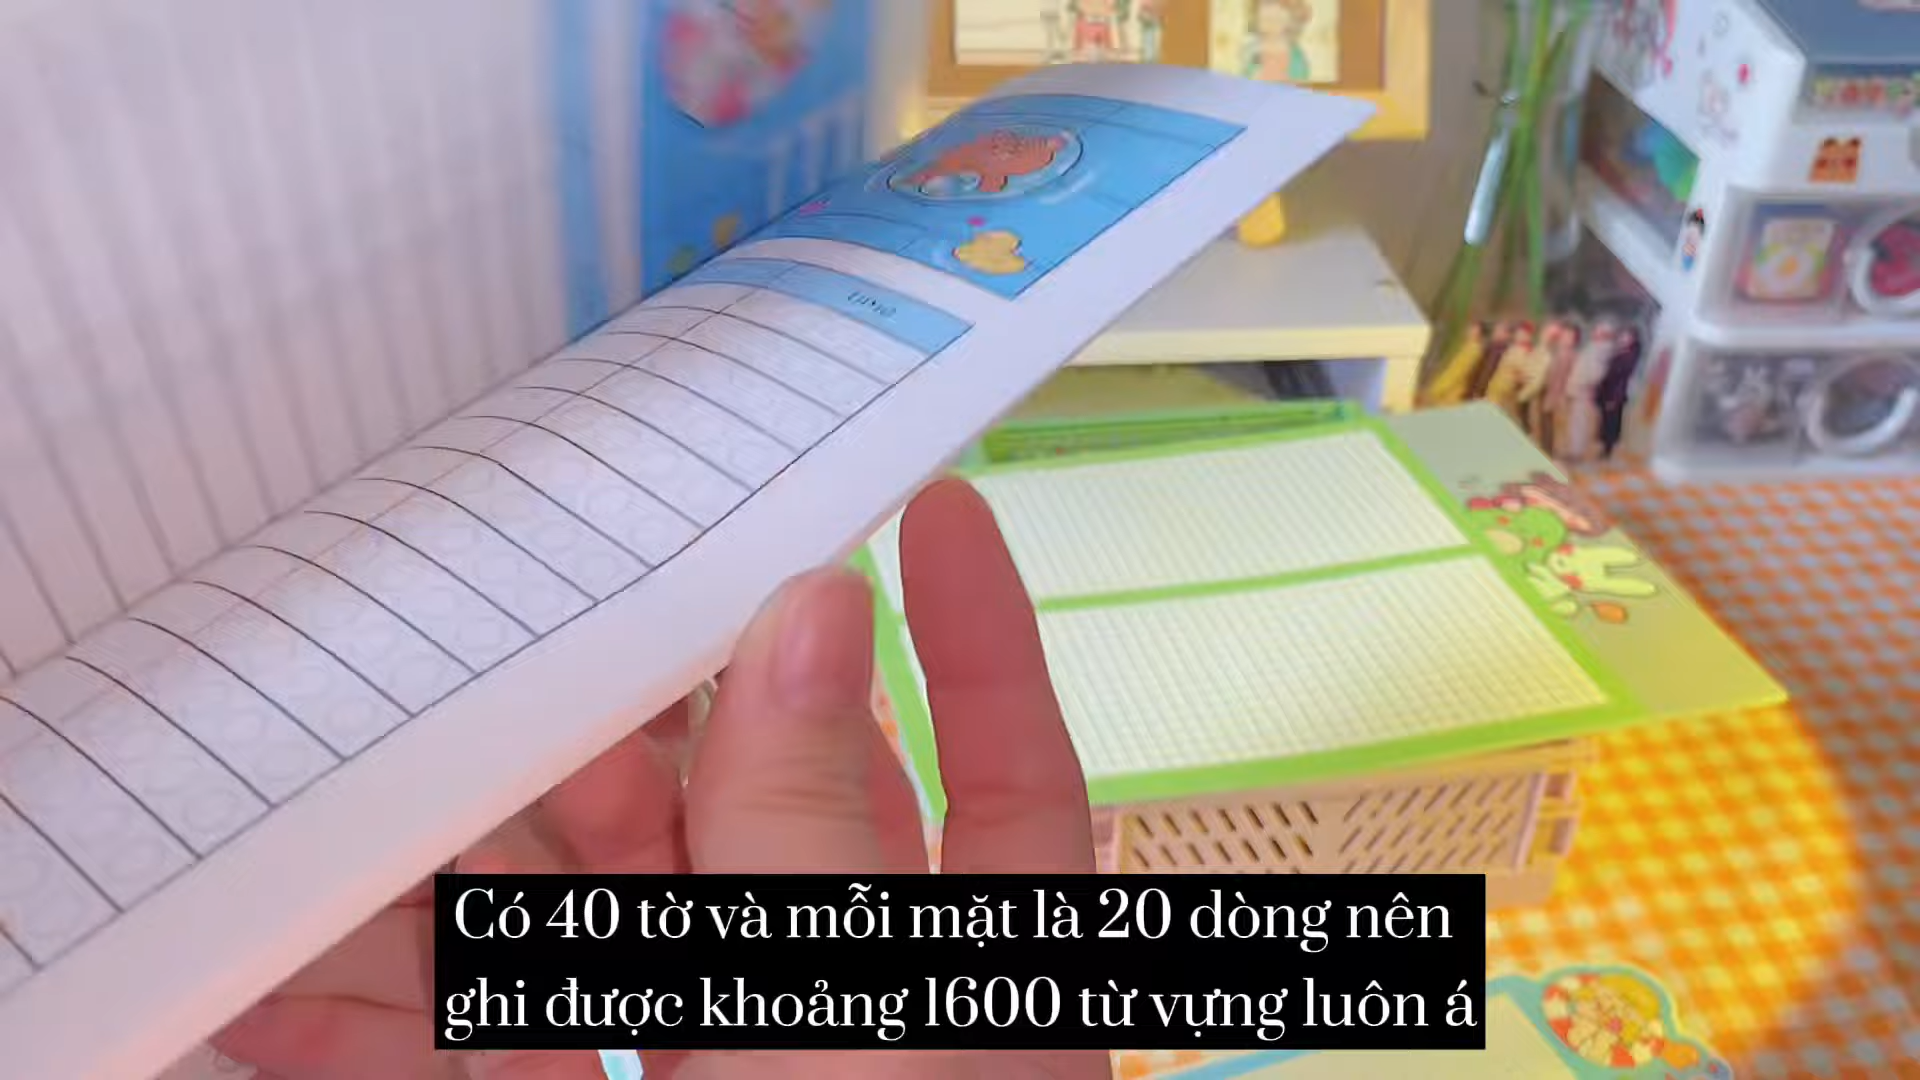 Có 40 tờ và mỗi mặt là 20 dòng nên
ghi được khoảng 1600 từ vựng luôn á